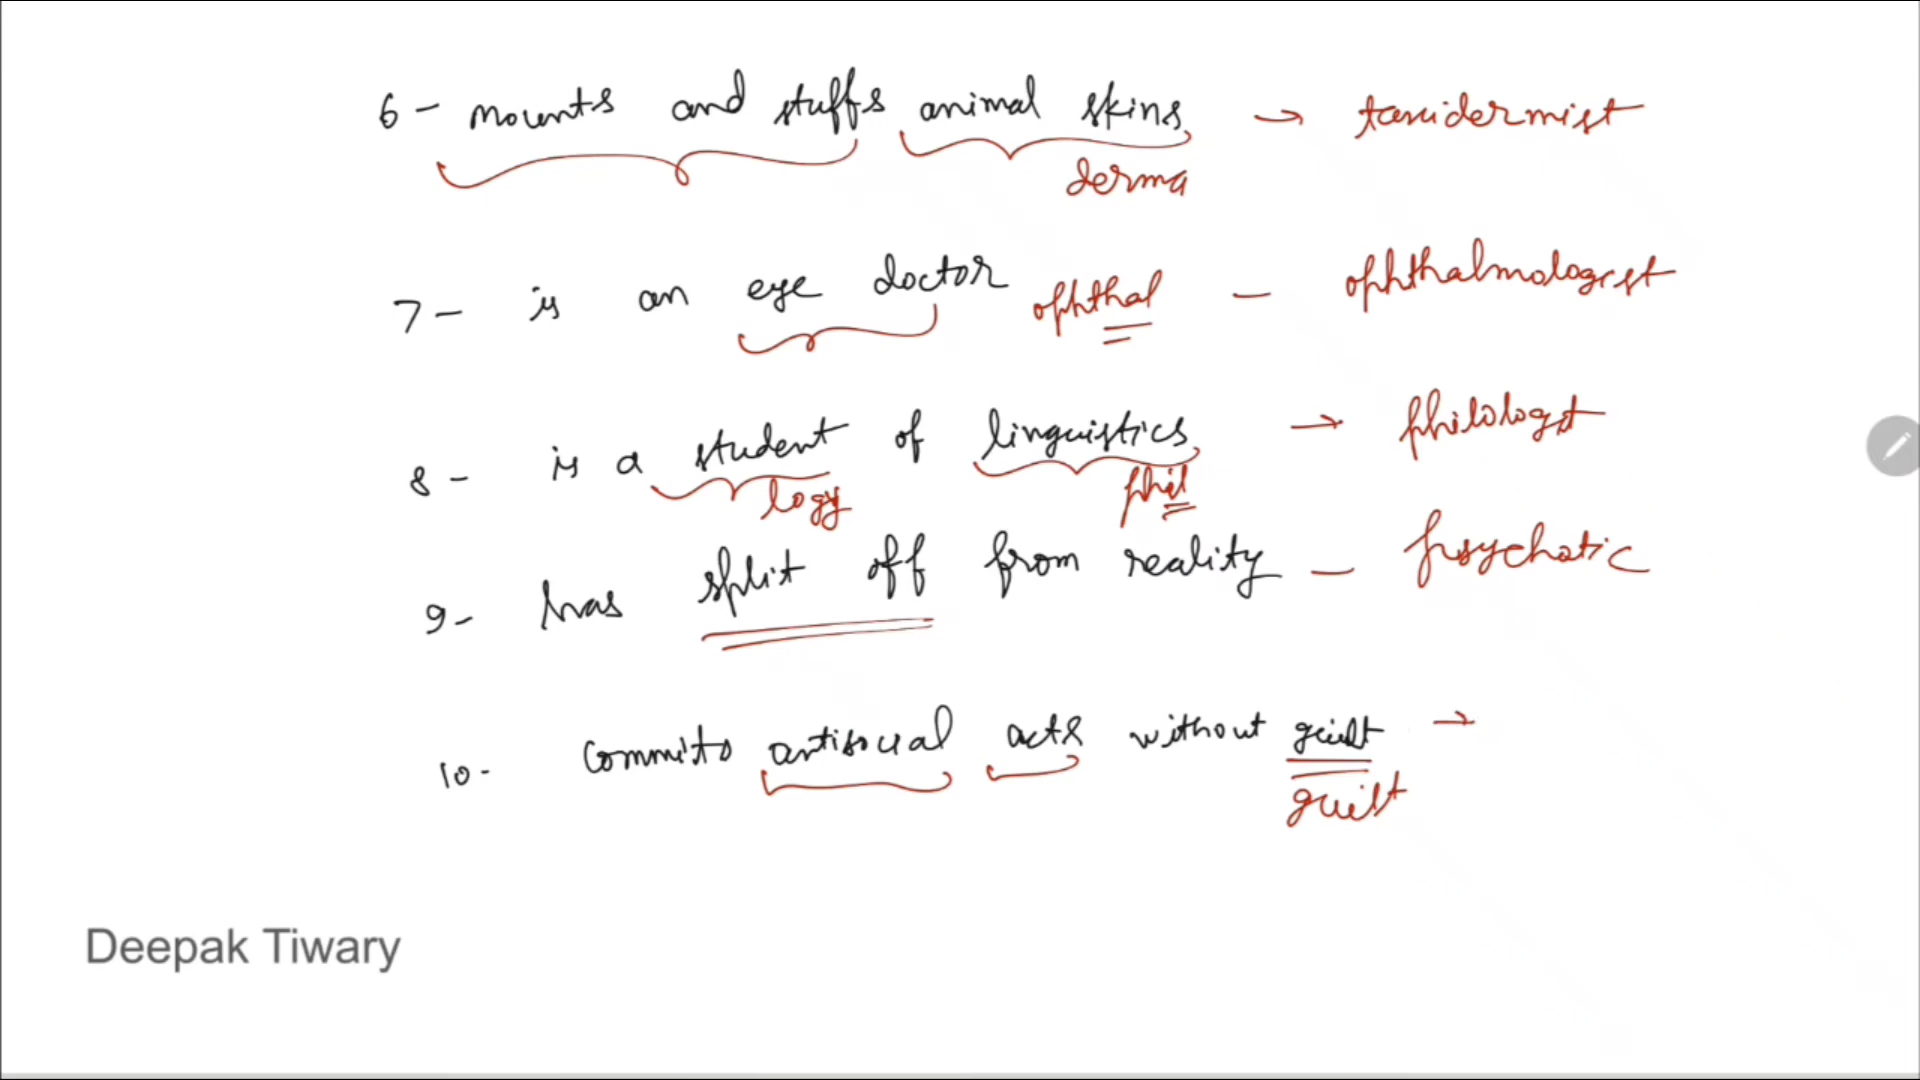 6 - mounts and stuffs animal skins → taxidermist
derma
7 - is an eye doctor ophthal - ophthalmologist
8 - is a student of linguistics → philologist
logy phil
9 - has split off from reality - psychotic
10 - commits antisocial acts without guilt →
guilt
Deepak Tiwary